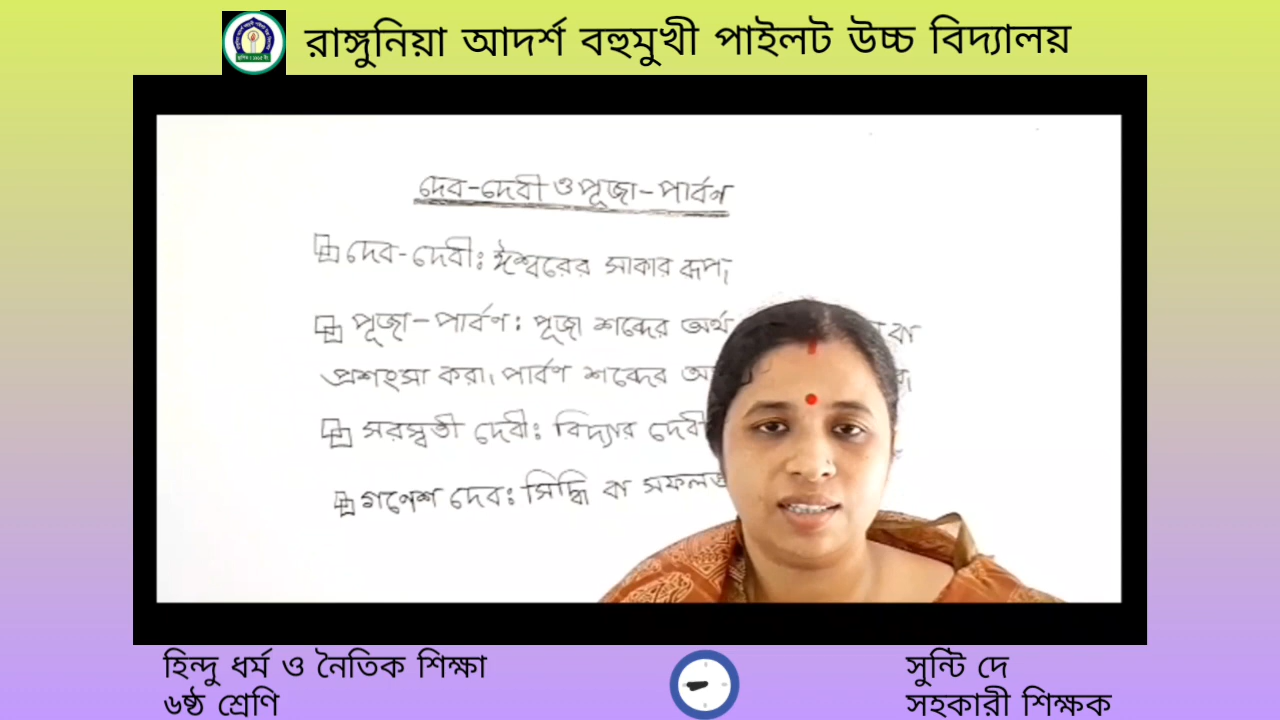 রাঙ্গুনিয়া আদর্শ বহুমুখী পাইলট উচ্চ বিদ্যালয়
দেব-দেবী ও পূজা-পার্বণ
দেব-দেবী: ঈশ্বরের সাকার রূপ।
পূজা-পার্বণ: পূজা শব্দের অর্থ বা
প্রশংসা করা। পার্বণ শব্দের
সরস্বতী দেবী: বিদ্যার দেবী
গণেশ দেব: সিদ্ধি বা
হিন্দু ধর্ম ও নৈতিক শিক্ষা
৬ষ্ঠ শ্রেণি
সুন্টি দে
সহকারী শিক্ষক